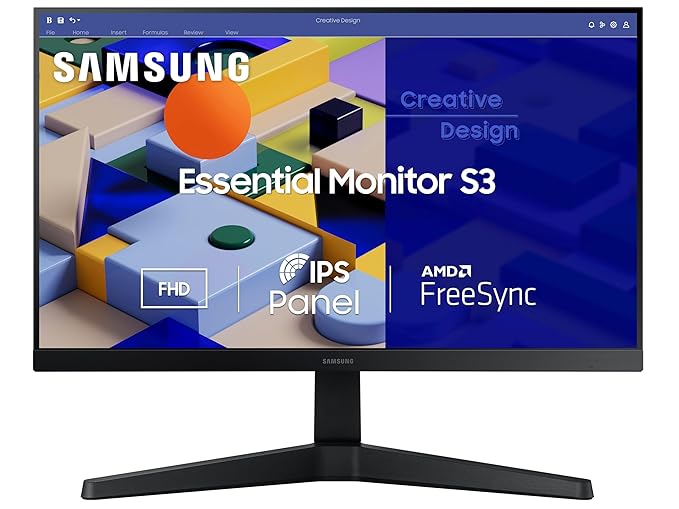 B
Creative Design
File Home Insert Formulas Review View
SAMSUNG
Creative
Design
Essential Monitor S3
FHD
IPS
Panel
AMD
FreeSync
SAMSUNG